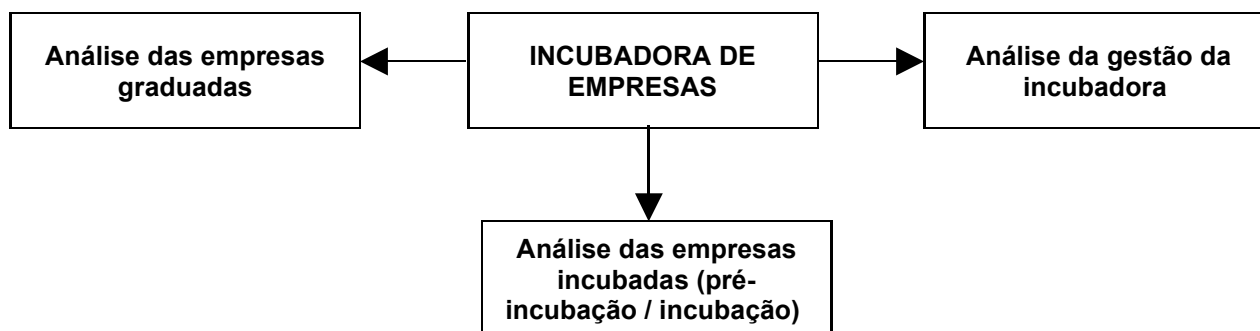 Análise das empresas
graduadas
INCUBADORA DE
EMPRESAS
Análise da gestão da
incubadora
Análise das empresas
incubadas (pré-
incubação / incubação)